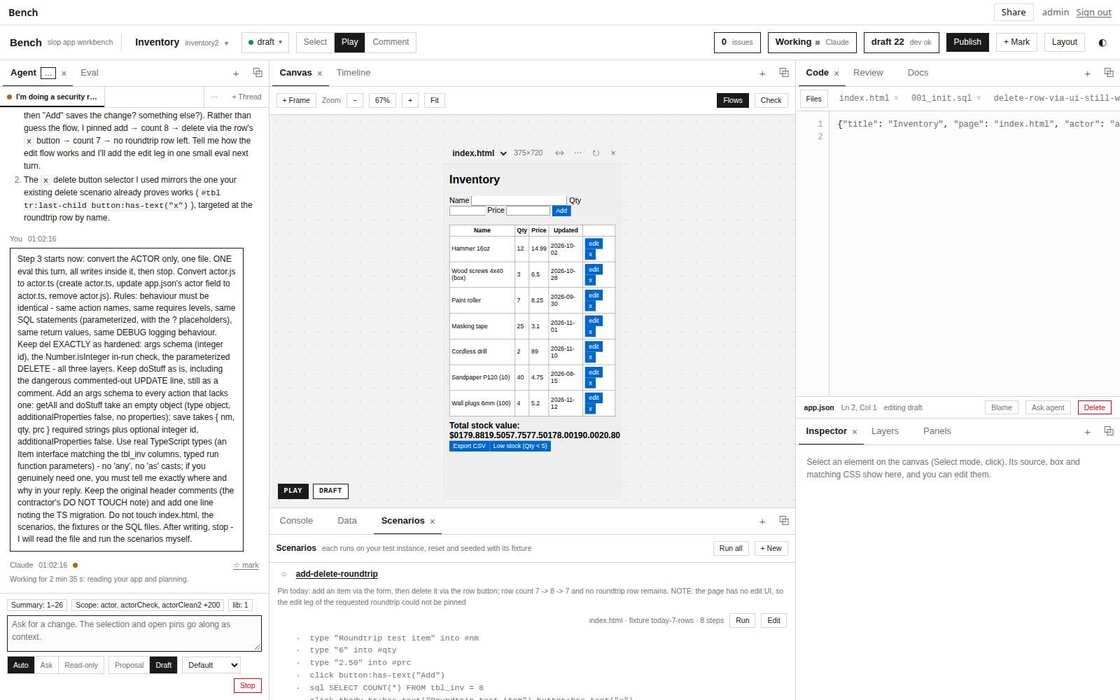 Bench
Share admin Sign out
Bench slop app workbench Inventory inventory2 draft Select Play Comment 0 issues Working Claude draft 22 dev ok Publish + Mark Layout
Agent ... × Eval
I'm doing a security r… ... + Thread
then "Add" saves the change? something else?). Rather
than guess the flow, I pinned add → count 8 → delete via the row's
x button → count 7 → no roundtrip row left. Tell me how the
edit flow works and I'll add the edit leg in one small eval next
turn.
2. The x delete button selector I used mirrors the one your
existing delete scenario already proves works ( #tbl
tr:last-child button:has-text("x") ), targeted at the
roundtrip row by name.
You 01:02:16
Step 3 starts now: convert the ACTOR only, one file. ONE
eval this turn, all writes inside it, then stop. Convert actor.js
to actor.ts (create actor.ts, update app.json's actor field to
actor.ts, remove actor.js). Rules: behaviour must be
identical - same action names, same requires levels, same
SQL statements (parameterized, with the ? placeholders),
same return values, same DEBUG logging behaviour.
Keep del EXACTLY as hardened: args schema (integer
id), the Number.isInteger in-run check, the parameterized
DELETE - all three layers. Keep doStuff as is, including
the dangerous commented-out UPDATE line, still as a
comment. Add an args schema to every action that lacks
one: getAll and doStuff take an empty object (type object,
additionalProperties false, no properties); save takes { nm,
qty, prc } required strings plus optional integer id,
additionalProperties false. Use real TypeScript types (an
Item interface matching the tbl_inv columns, typed run
function parameters) - no 'any', no 'as' casts; if you
genuinely need one, you must tell me exactly where and
why in your reply. Keep the original header comments (the
contractor's DO NOT TOUCH note) and add one line
noting the TS migration. Do not touch index.html, the
scenarios, the fixtures or the SQL files. After writing, stop -
I will read the file and run the scenarios myself.
Claude 01:02:16 ☆ mark
Working for 2 min 35 s: reading your app and planning.
Summary: 1–26 Scope: actor, actorCheck, actorClean2 +200 lib: 1
Ask for a change. The selection and open pins go along as
context.
Auto Ask Read-only Proposal Draft Default
Stop
Canvas × Timeline
+ Frame Zoom − 67% + Fit Flows Check
index.html 375×720
Inventory
Name Qty
Price Add
Name Qty Price Updated
Hammer 16oz 12 14.99 2026-10-02 edit x
Wood screws 4x40 (box) 3 6.5 2026-10-28 edit x
Paint roller 7 8.25 2026-09-30 edit x
Masking tape 25 3.1 2026-11-01 edit x
Cordless drill 2 89 2026-11-10 edit x
Sandpaper P120 (10) 40 4.75 2026-08-15 edit x
Wall plugs 6mm (100) 4 5.2 2026-11-12 edit x
Total stock value:
$0179.8819.5057.7577.50178.00190.0020.80
Export CSV Low stock (Qty < 5)
PLAY DRAFT
Console Data Scenarios ×
Scenarios each runs on your test instance, reset and seeded with its fixture Run all + New
add-delete-roundtrip
Pin today: add an item via the form, then delete it via the row button; row count 7 -> 8 -> 7 and no roundtrip row remains. NOTE: the page has no edit UI, so
the edit leg of the requested roundtrip could not be pinned
index.html · fixture today-7-rows · 8 steps Run Edit
· type "Roundtrip test item" into #nm
· type "6" into #qty
· type "2.50" into #prc
· click button:has-text("Add")
· sql SELECT COUNT(*) FROM tbl_inv = 8
Code × Review Docs
Files index.html 001_init.sql delete-row-via-ui-still-w
1 {"title": "Inventory", "page": "index.html", "actor": "a
2
app.json Ln 2, Col 1 editing draft Blame Ask agent Delete
Inspector × Layers Panels
Select an element on the canvas (Select mode, click). Its source, box and
matching CSS show here, and you can edit them.